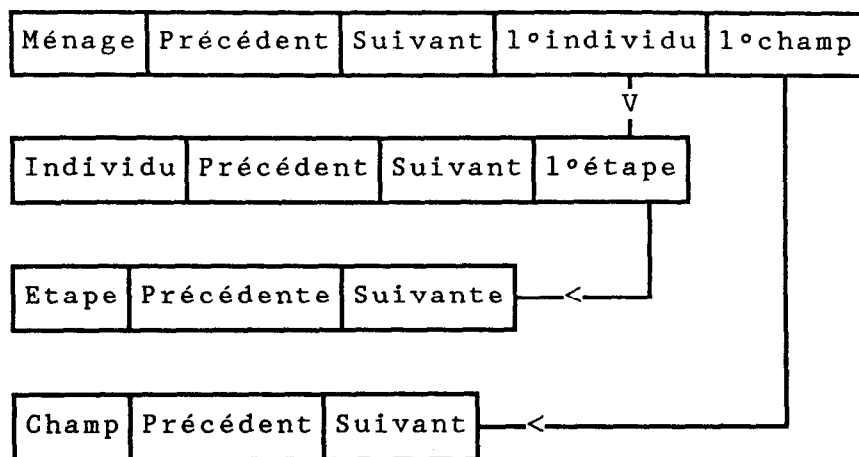 Ménage Précédent Suivant 1°individu 1°champ
V
Individu Précédent Suivant 1°étape
Etape Précédente Suivante <
Champ Précédent Suivant <